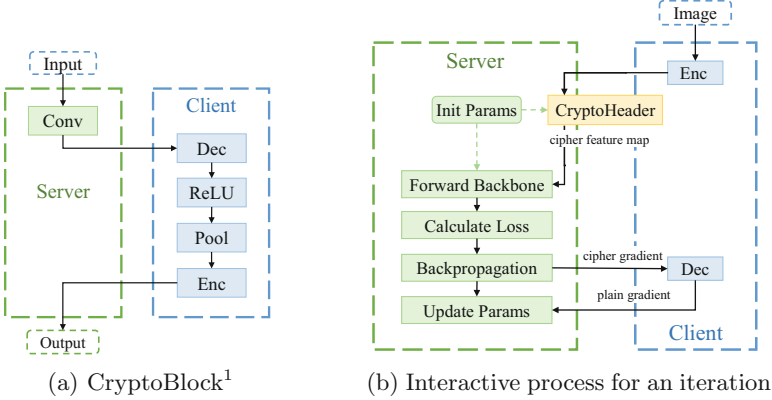 Input
Server
Conv
Client
Dec
ReLU
Pool
Enc
Output
(a) CryptoBlock¹
Image
Server
Enc
Init Params
CryptoHeader
cipher feature map
Forward Backbone
Calculate Loss
Backpropagation
cipher gradient
Dec
plain gradient
Update Params
Client
(b) Interactive process for an iteration